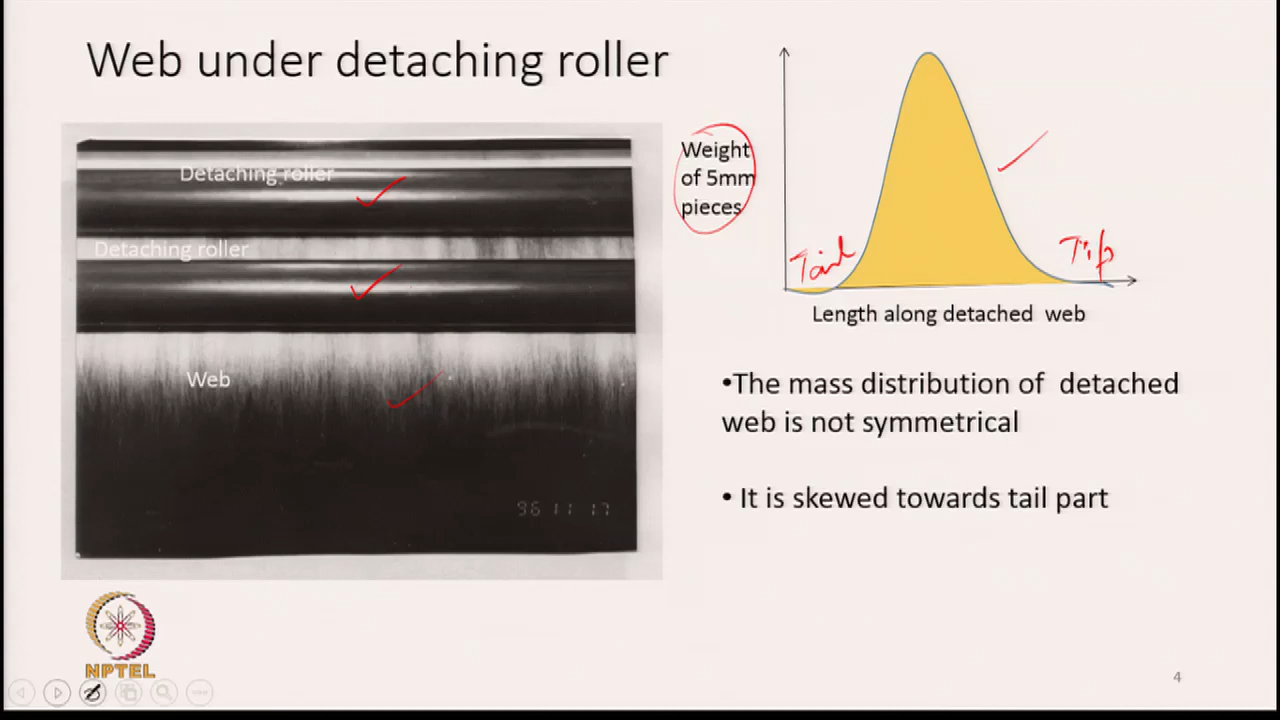 Web under detaching roller
Detaching roller
Detaching roller
Web
96 11 17
Weight
of 5mm
pieces
Tail
Tip
Length along detached web
•The mass distribution of detached
web is not symmetrical
• It is skewed towards tail part
NPTEL
4